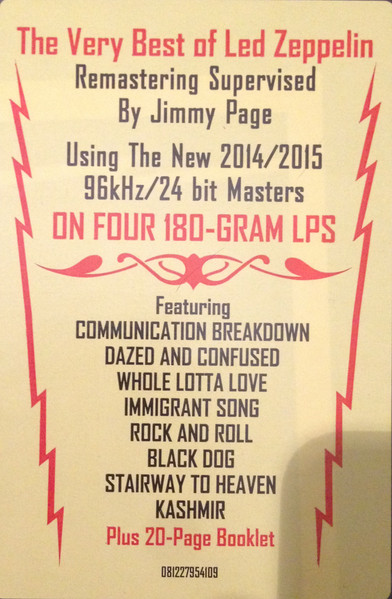 The Very Best of Led Zeppelin
Remastering Supervised
By Jimmy Page
Using The New 2014/2015
96kHz/24 bit Masters
ON FOUR 180-GRAM LPS
Featuring
COMMUNICATION BREAKDOWN
DAZED AND CONFUSED
WHOLE LOTTA LOVE
IMMIGRANT SONG
ROCK AND ROLL
BLACK DOG
STAIRWAY TO HEAVEN
KASHMIR
Plus 20-Page Booklet
081227954109